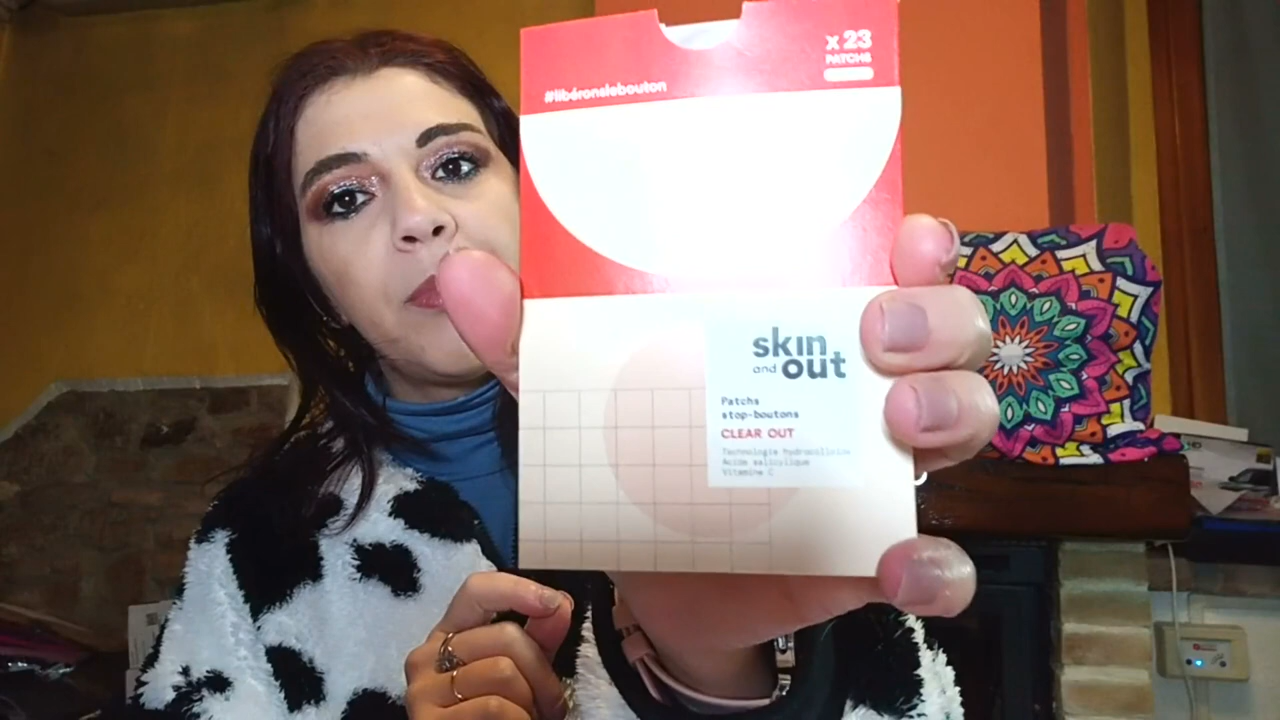 x 23
PATCHS
#libéronslebouton
skin
and out
Patchs
stop-boutons
CLEAR OUT
Technologie hydrocolloïde
Acide salicylique
Vitamine C